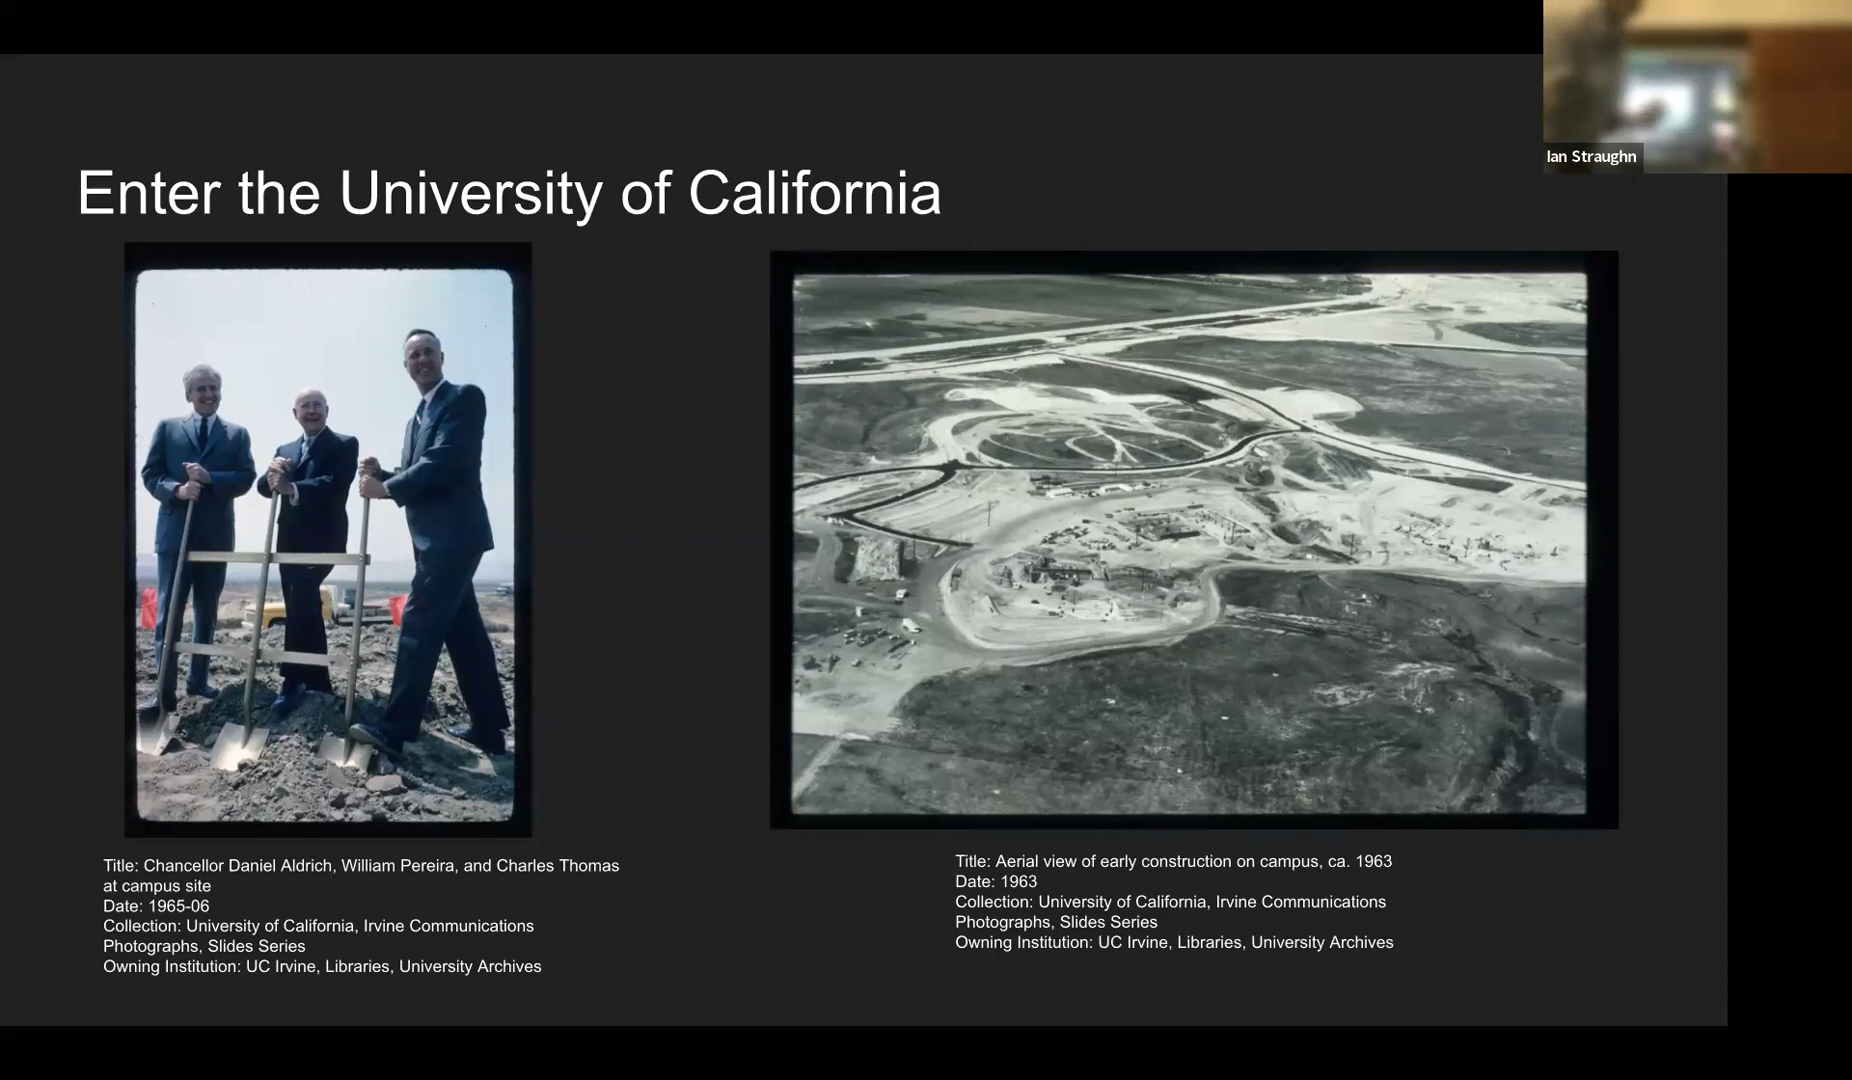 Ian Straughn
Enter the University of California
Title: Chancellor Daniel Aldrich, William Pereira, and Charles Thomas
at campus site
Date: 1965-06
Collection: University of California, Irvine Communications
Photographs, Slides Series
Owning Institution: UC Irvine, Libraries, University Archives
Title: Aerial view of early construction on campus, ca. 1963
Date: 1963
Collection: University of California, Irvine Communications
Photographs, Slides Series
Owning Institution: UC Irvine, Libraries, University Archives